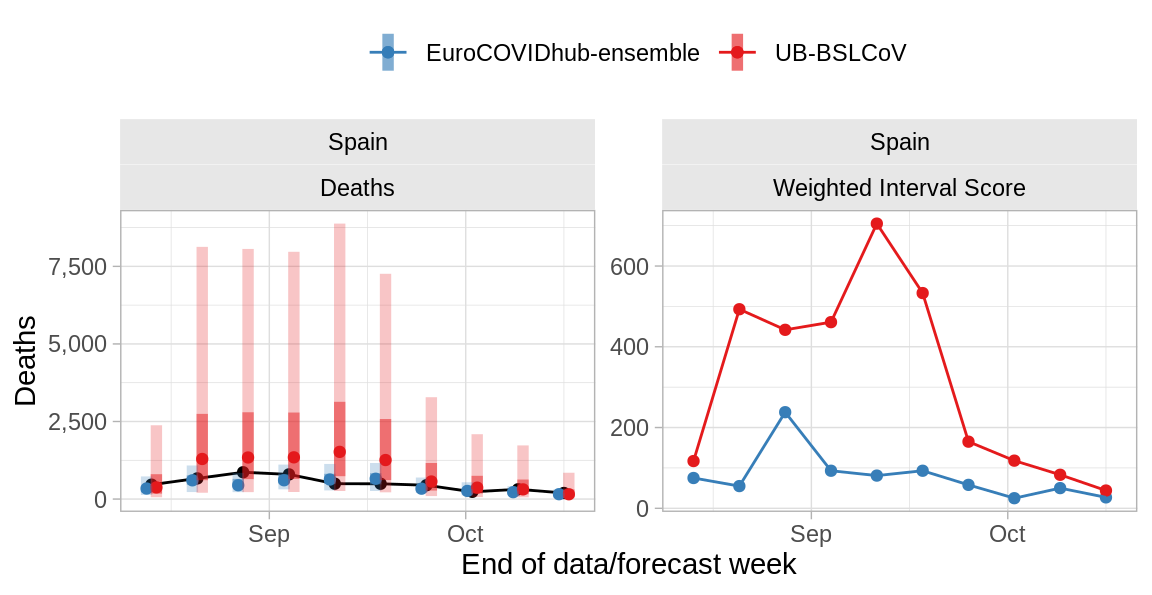 EuroCOVIDhub-ensemble UB-BSLCoV
Spain
Deaths
Deaths
7,500
5,000
2,500
0
Sep Oct
Spain
Weighted Interval Score
600
400
200
0
Sep Oct
End of data/forecast week